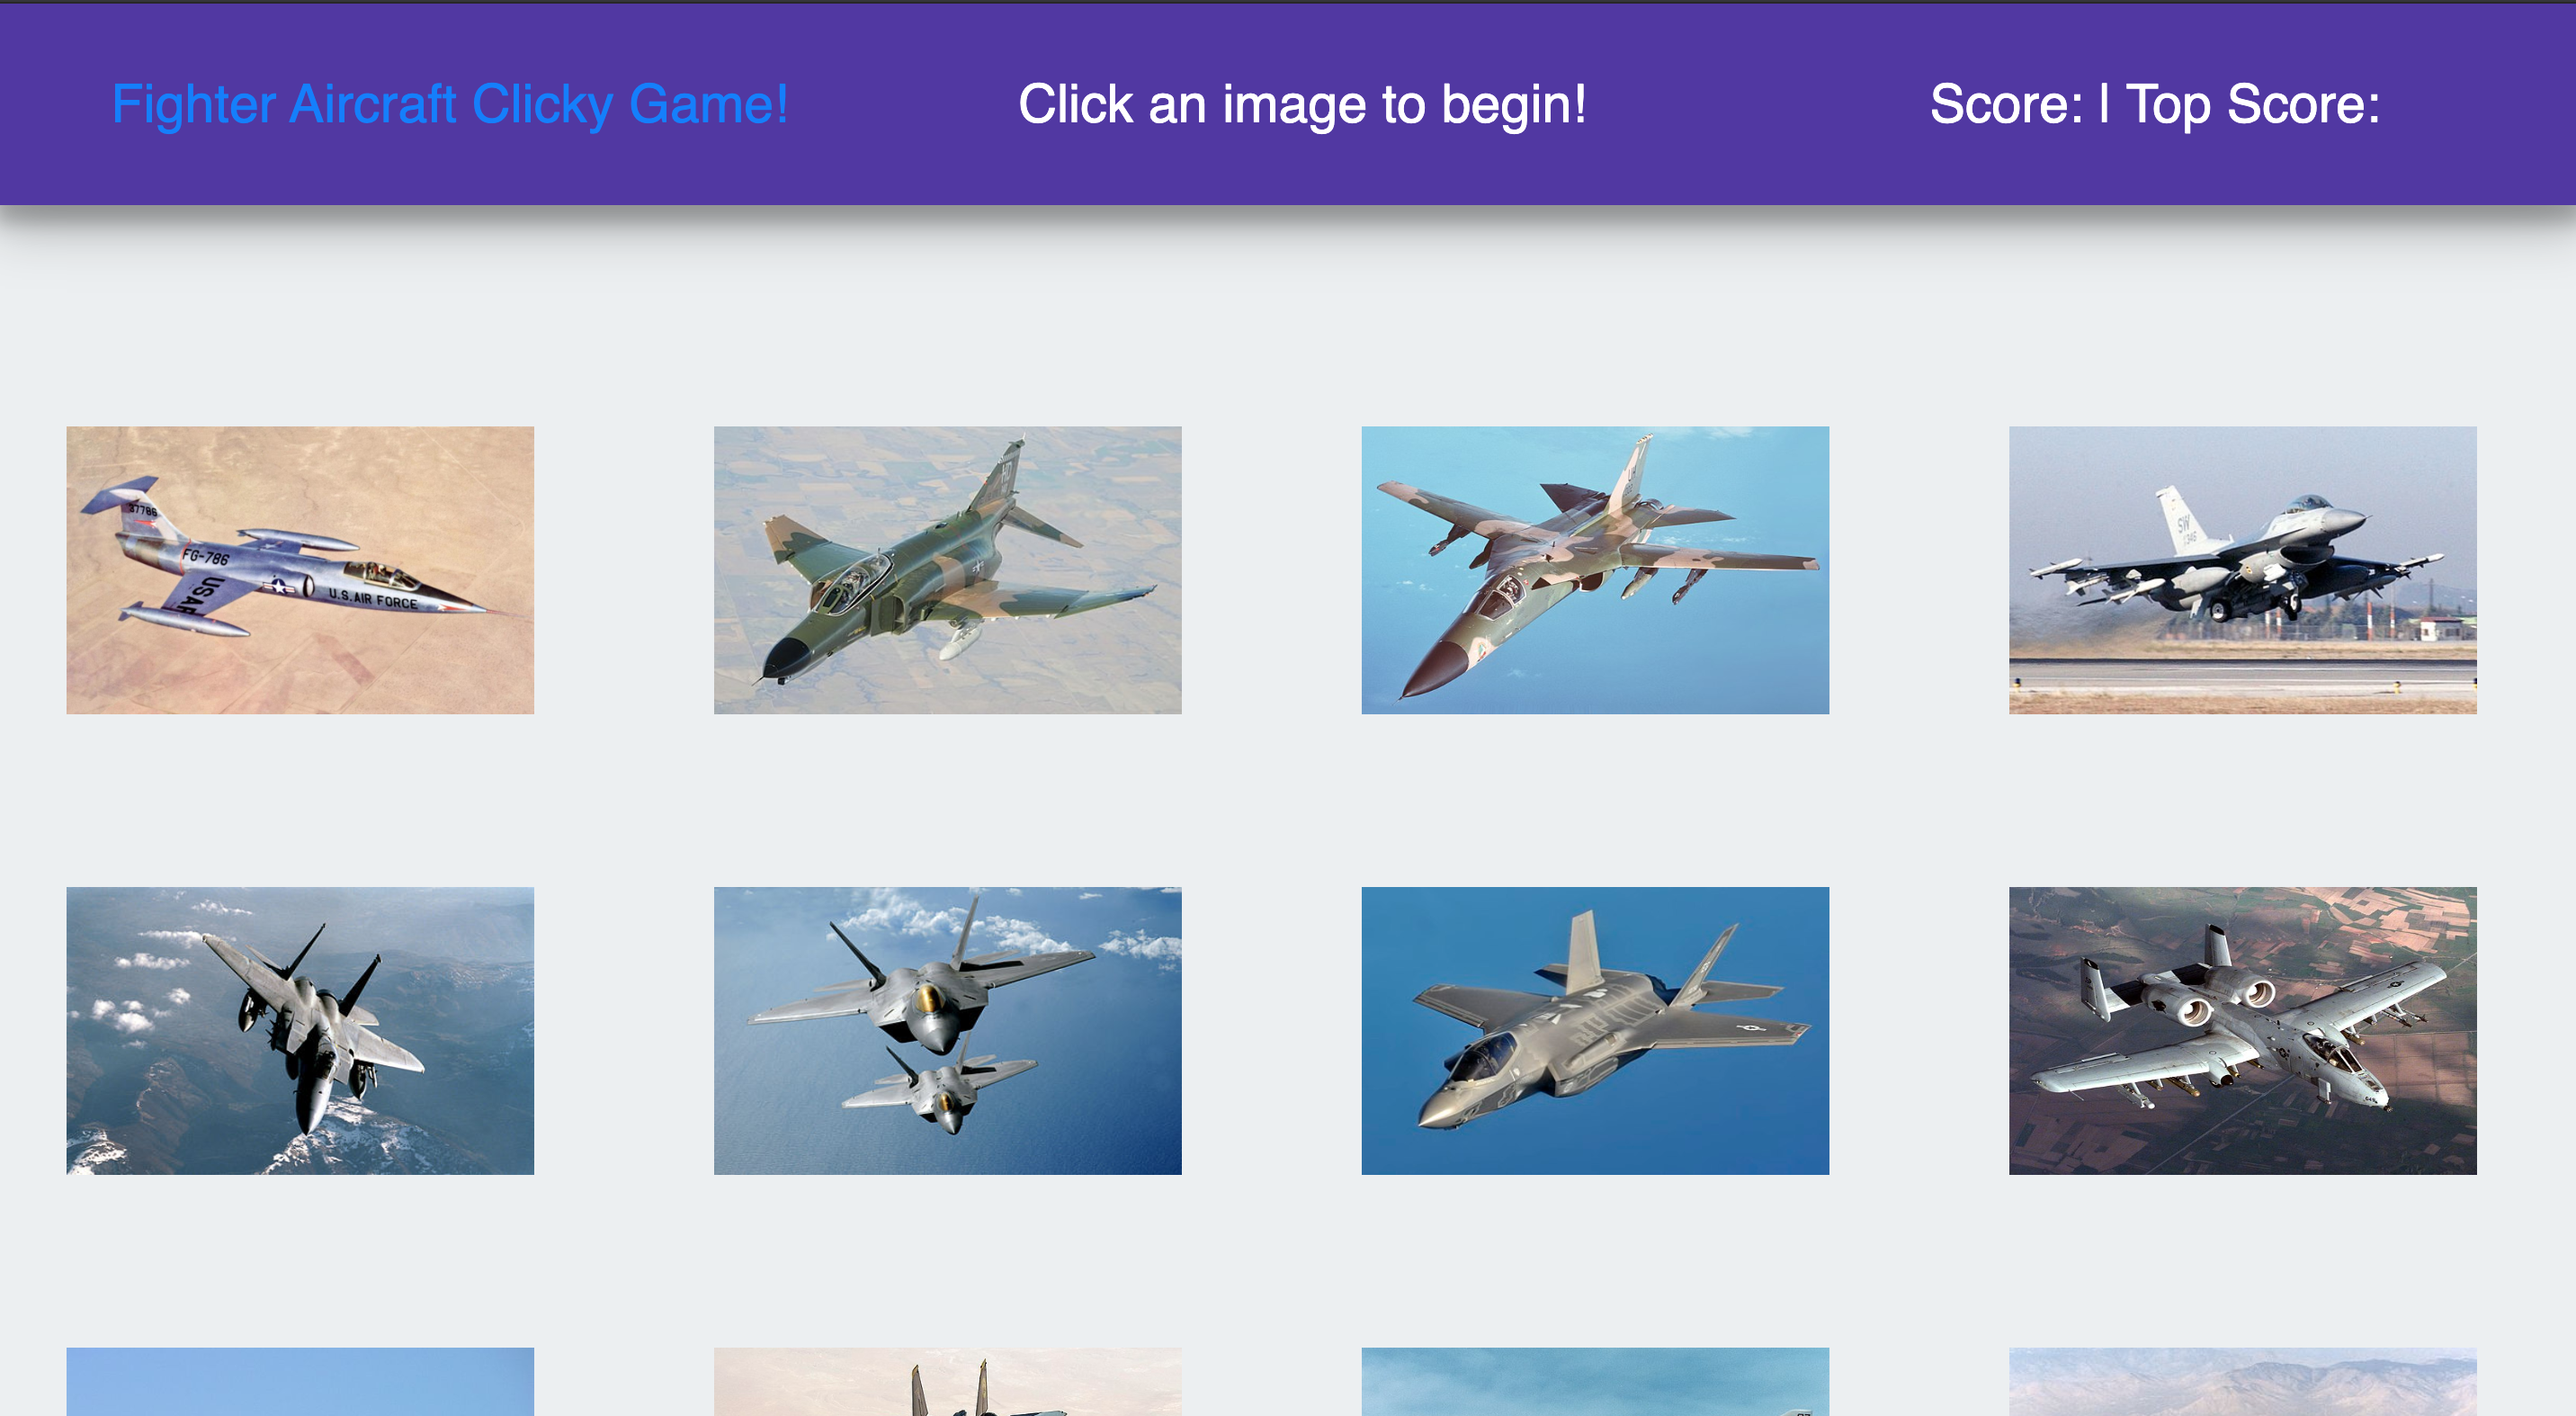 Fighter Aircraft Clicky Game!
Click an image to begin!
Score: | Top Score:
37786
FG-786
USAF
U.S.AIR FORCE
HO
SW